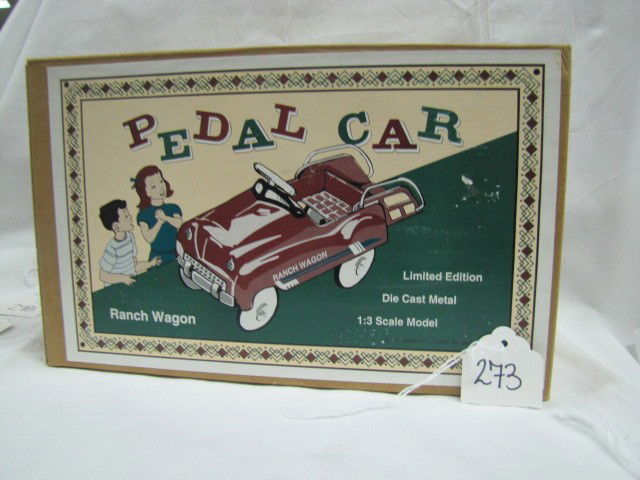 PEDAL CAR
RANCH WAGON
Limited Edition
Die Cast Metal
1:3 Scale Model
Ranch Wagon
273